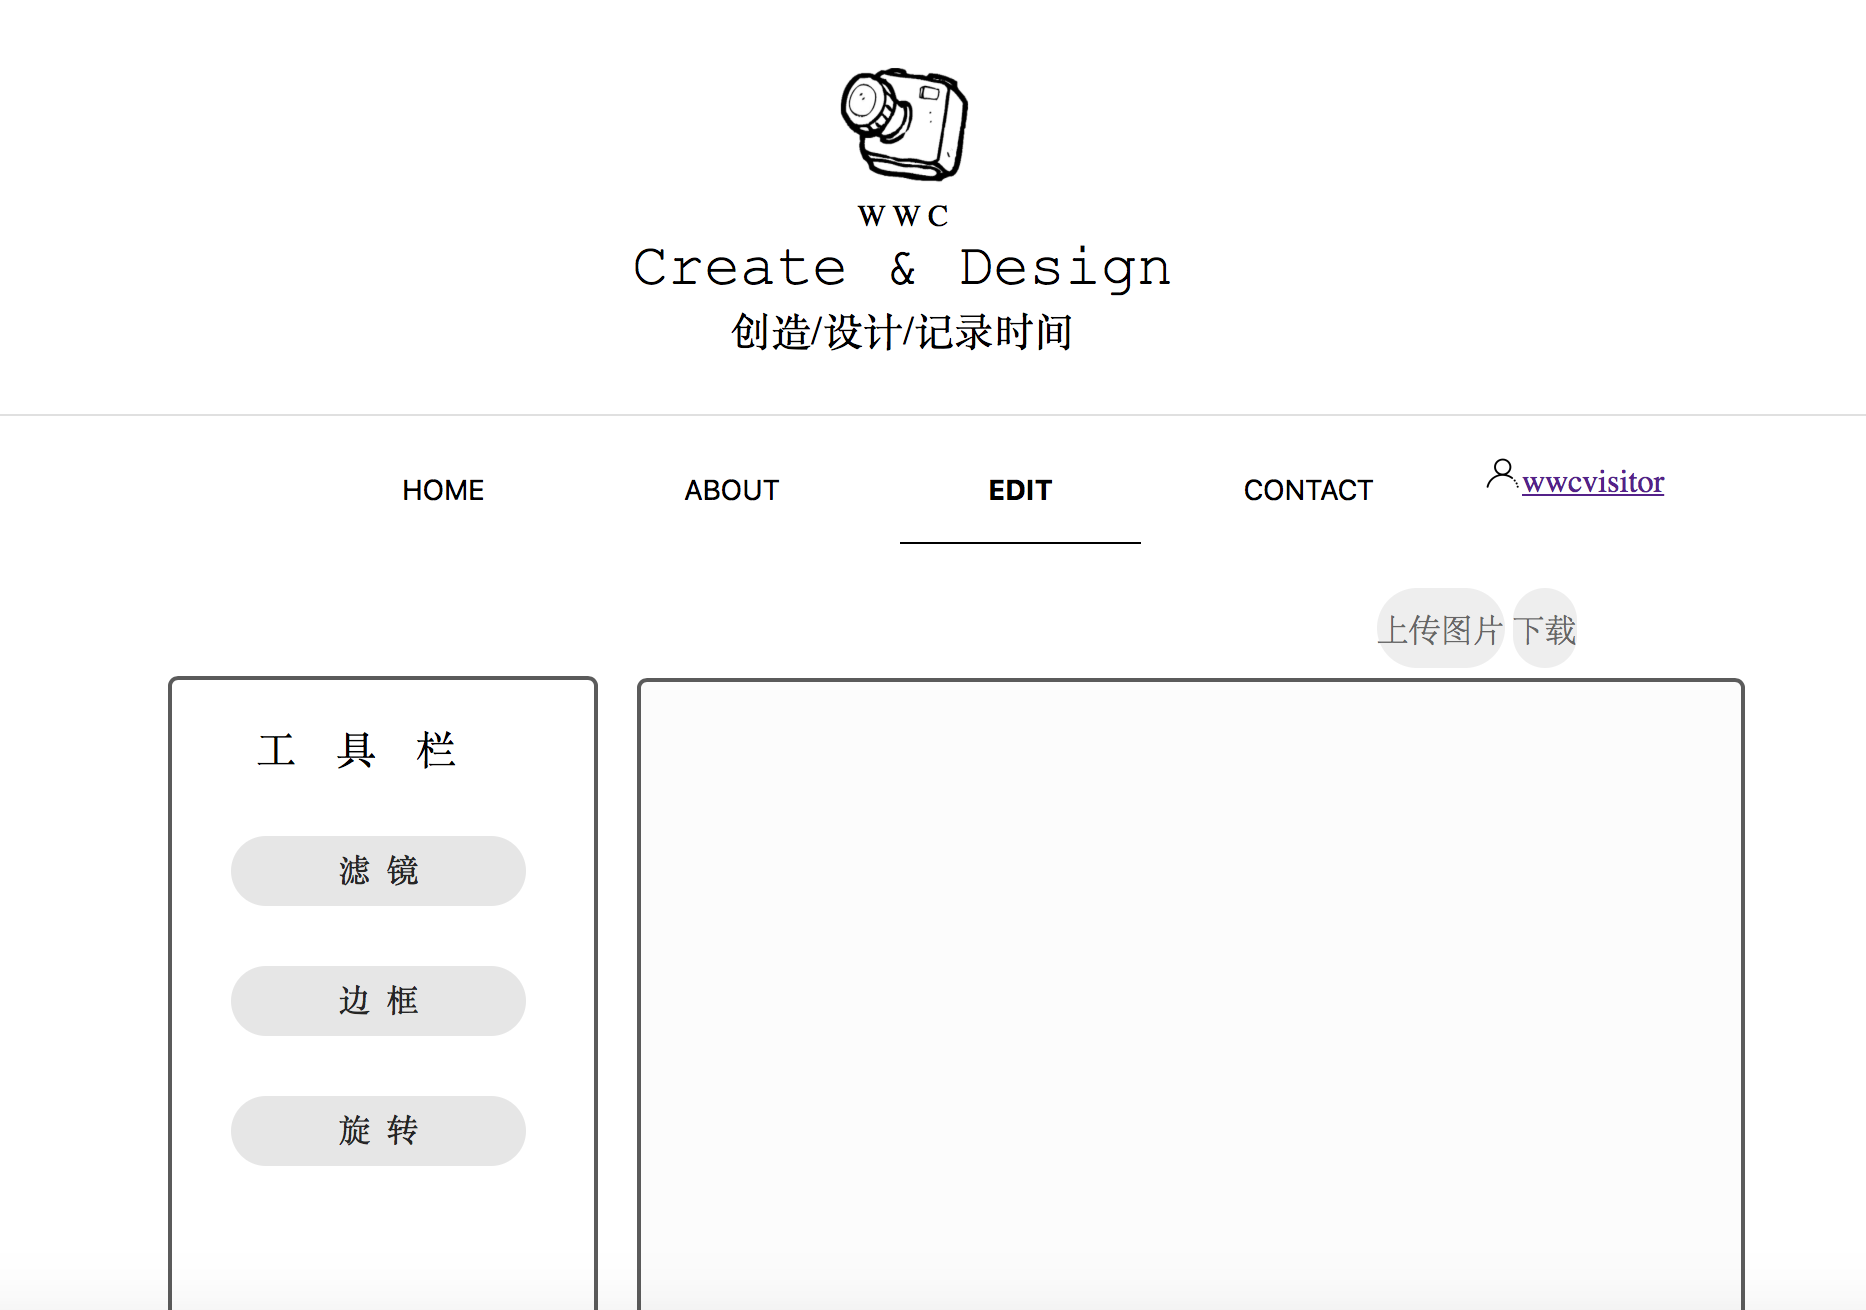 W W C
Create & Design
创造/设计/记录时间
HOME ABOUT EDIT CONTACT wwcvisitor
上传图片 下载
工 具 栏
滤 镜
边 框
旋 转